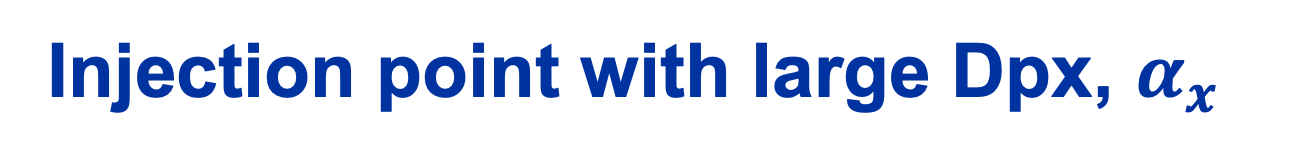 Injection point with large Dpx, αₓ